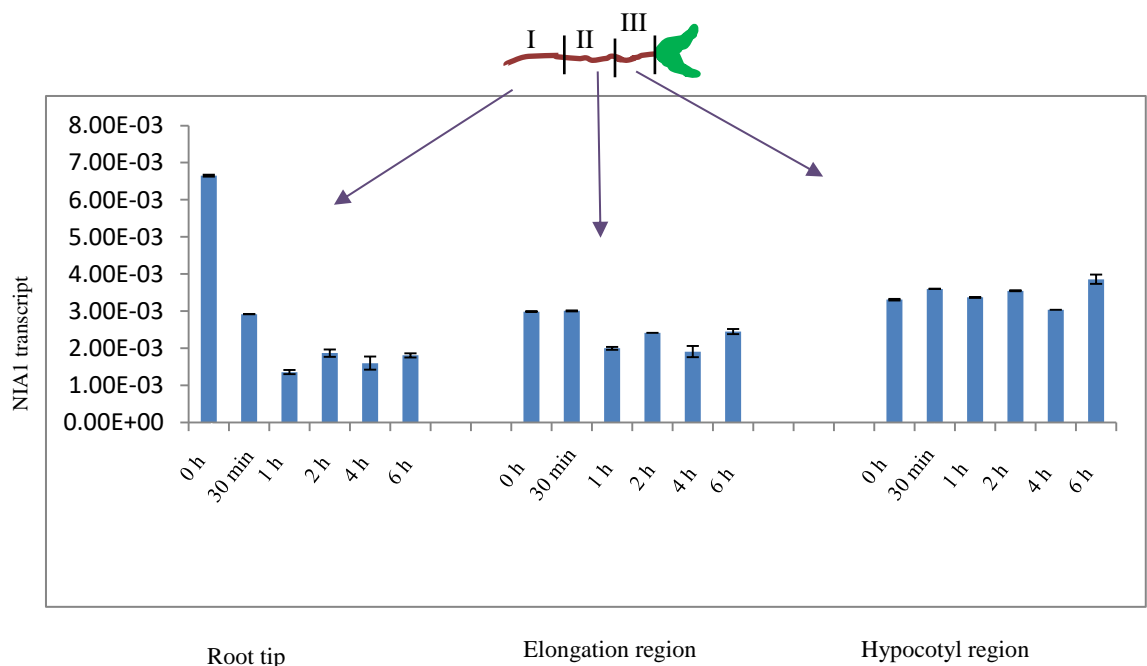 I II III
8.00E-03
7.00E-03
6.00E-03
5.00E-03
4.00E-03
3.00E-03
2.00E-03
1.00E-03
0.00E+00
NIA1 transcript
0 h 30 min 1 h 2 h 4 h 6 h 0 h 30 min 1 h 2 h 4 h 6 h 0 h 30 min 1 h 2 h 4 h 6 h
Root tip Elongation region Hypocotyl region